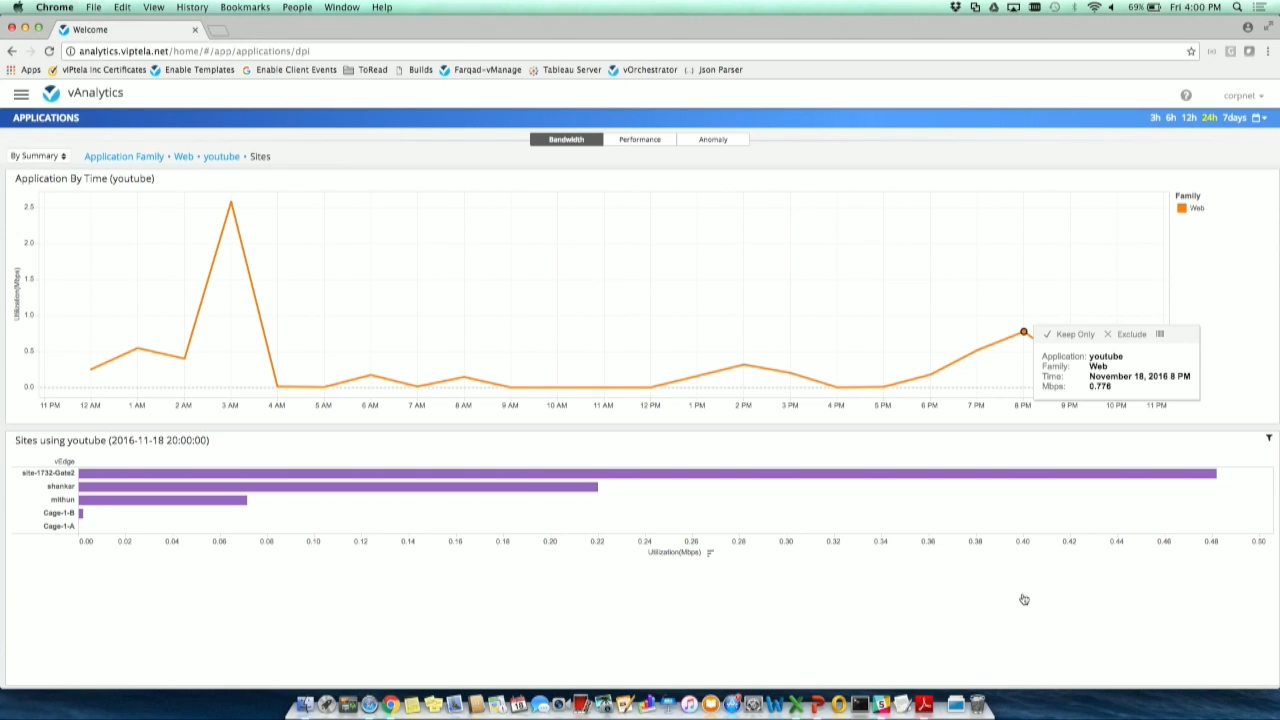 Chrome File Edit View History Bookmarks People Window Help 69% Fri 4:00 PM
Welcome
analytics.viptela.net/home/#/app/applications/dpi
Apps vIPtela Inc Certificates Enable Templates Enable Client Events ToRead Builds Farqad-vManage Tableau Server vOrchestrator Json Parser
vAnalytics corpnet
APPLICATIONS 3h 6h 12h 24h 7days
Bandwidth Performance Anomaly
By Summary Application Family • Web • youtube • Sites
Application By Time (youtube)
Family
Web
2.5
2.0
1.5
1.0
0.5
0.0
Utilization(Mbps)
Keep Only Exclude
Application: youtube
Family: Web
Time: November 18, 2016 8 PM
Mbps: 0.776
11 PM 12 AM 1 AM 2 AM 3 AM 4 AM 5 AM 6 AM 7 AM 8 AM 9 AM 10 AM 11 AM 12 PM 1 PM 2 PM 3 PM 4 PM 5 PM 6 PM 7 PM 8 PM 9 PM 10 PM 11 PM
Sites using youtube (2016-11-18 20:00:00)
vEdge
site-1732-Gate2
shankar
mithun
Cage-1-B
Cage-1-A
0.00 0.02 0.04 0.06 0.08 0.10 0.12 0.14 0.16 0.18 0.20 0.22 0.24 0.26 0.28 0.30 0.32 0.34 0.36 0.38 0.40 0.42 0.44 0.46 0.48 0.50
Utilization(Mbps)